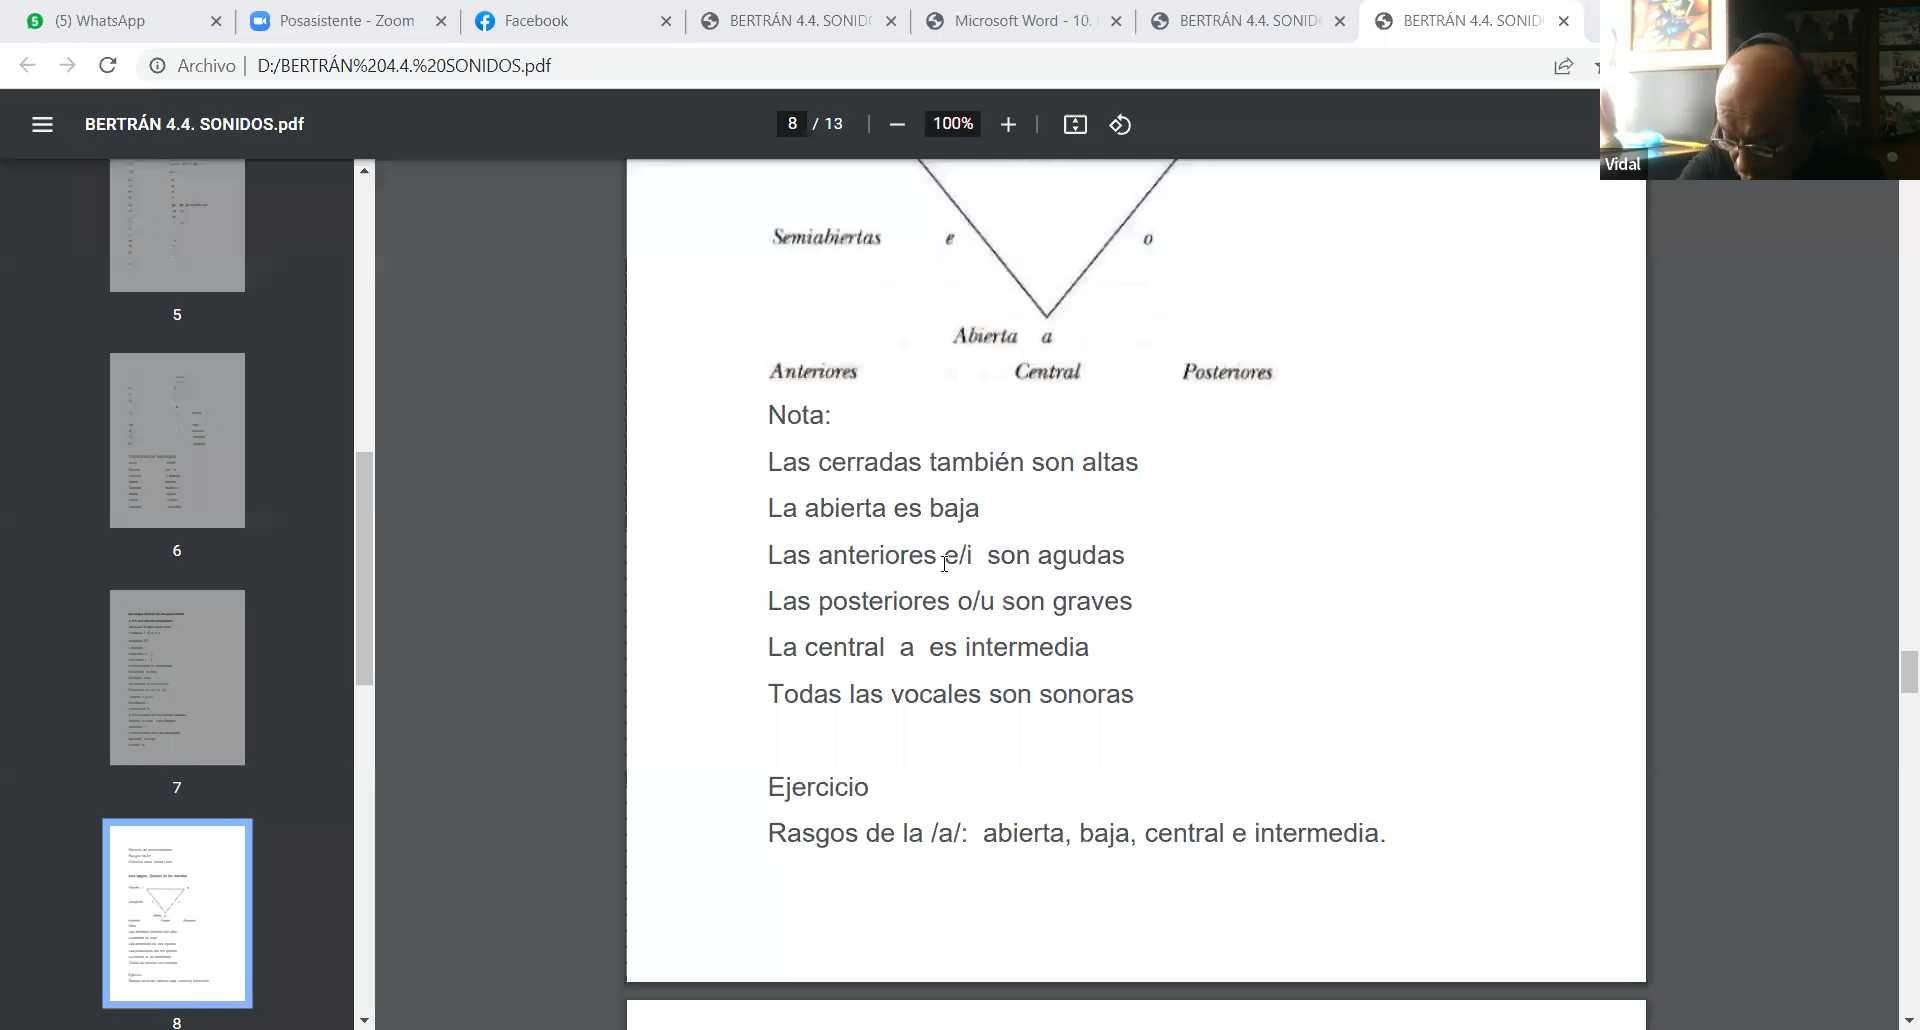 (5) WhatsApp
Posasistente - Zoom
Facebook
BERTRÁN 4.4. SONID
Microsoft Word - 10.
BERTRÁN 4.4. SONID
BERTRÁN 4.4. SONID
Archivo
D:/BERTRÁN%204.4.%20SONIDOS.pdf
BERTRÁN 4.4. SONIDOS.pdf
8 / 13
100%
Vidal
Semiabiertas e o
Abierta a
Anteriores Central Posteriores
Nota:
Las cerradas también son altas
La abierta es baja
Las anteriores e/i son agudas
Las posteriores o/u son graves
La central a es intermedia
Todas las vocales son sonoras
Ejercicio
Rasgos de la /a/: abierta, baja, central e intermedia.
5
6
7
8